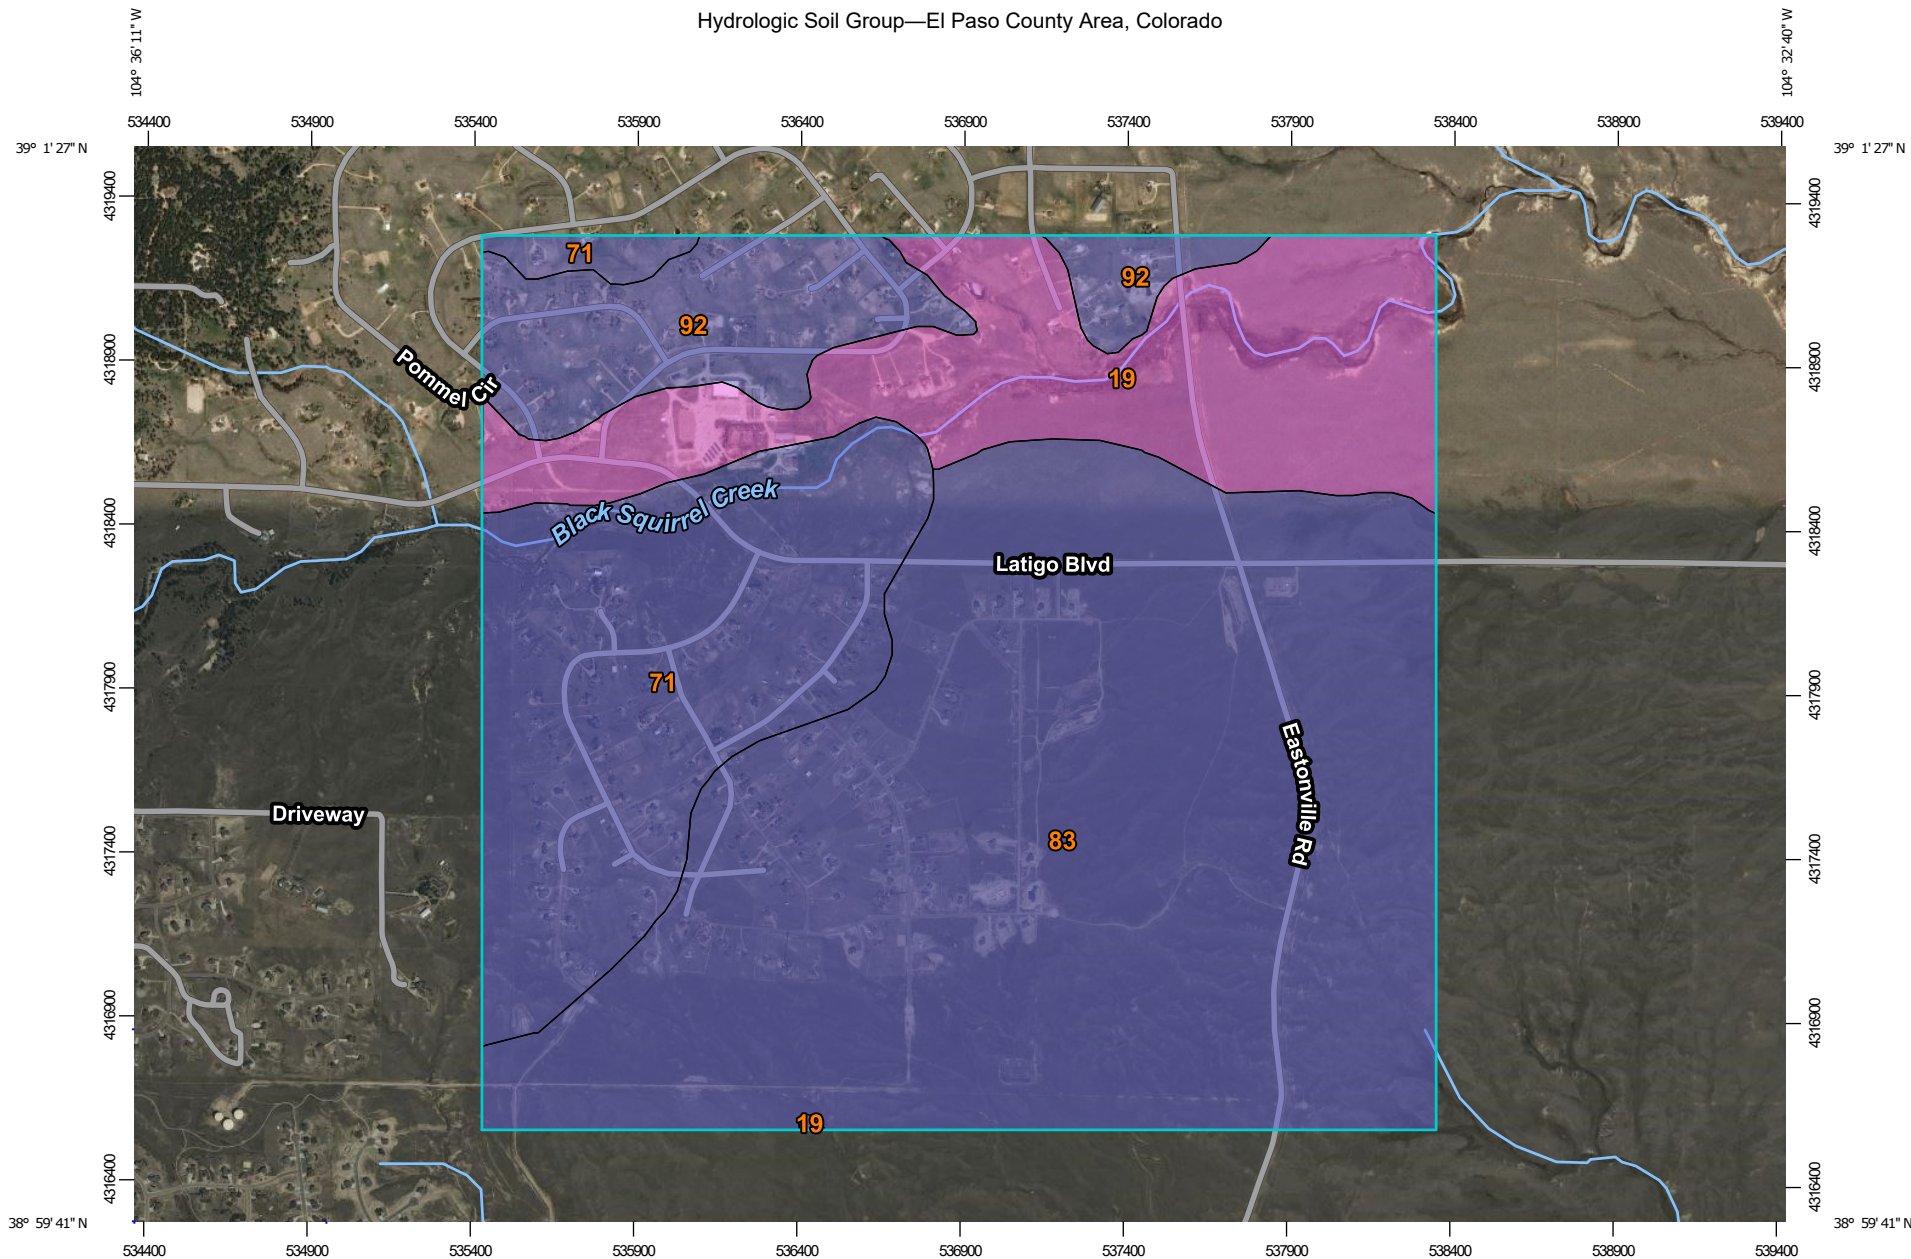 Hydrologic Soil Group—El Paso County Area, Colorado
104° 36' 11" W
104° 32' 40" W
534400 534900 535400 535900 536400 536900 537400 537900 538400 538900 539400
39° 1' 27" N
39° 1' 27" N
4319400
4319400
71
92
92
4318900
4318900
Pommel Cir
19
Black Squirrel Creek
4318400
4318400
Latigo Blvd
4317900
4317900
71
Eastonville Rd
Driveway
83
4317400
4317400
4316900
4316900
19
4316400
4316400
38° 59' 41" N
38° 59' 41" N
534400 534900 535400 535900 536400 536900 537400 537900 538400 538900 539400